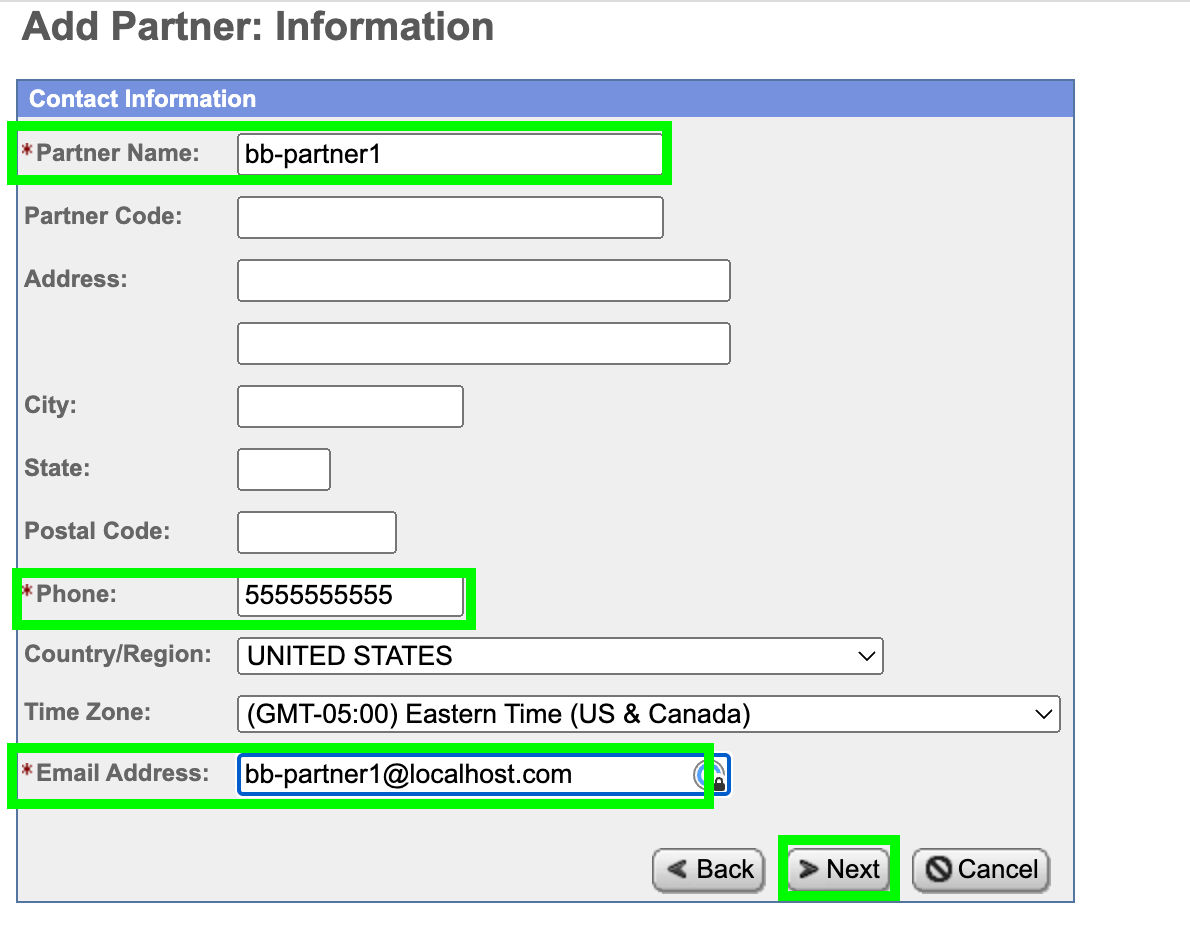 Add Partner: Information
Contact Information
*Partner Name: bb-partner1
Partner Code:
Address:
City:
State:
Postal Code:
*Phone: 5555555555
Country/Region: UNITED STATES
Time Zone: (GMT-05:00) Eastern Time (US & Canada)
*Email Address: bb-partner1@localhost.com
Back Next Cancel